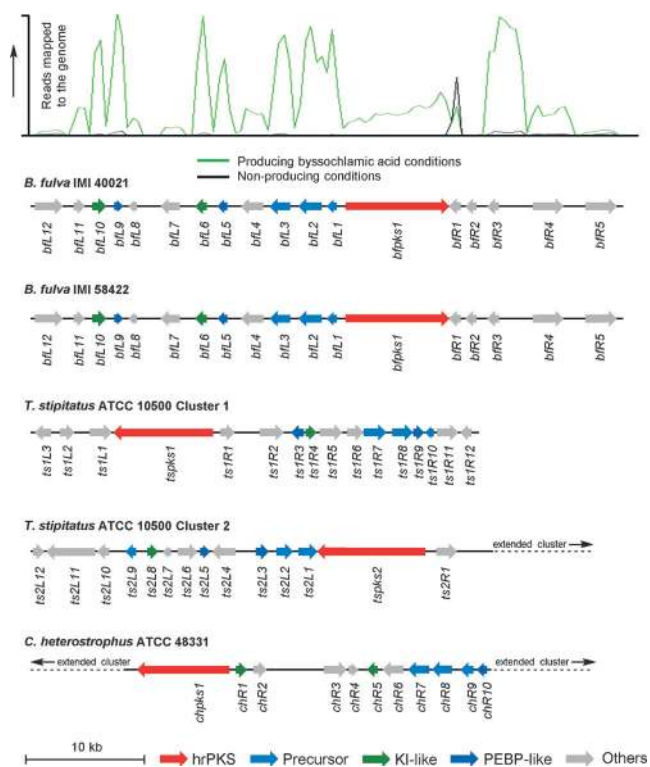 Reads mapped
to the genome
Producing byssochlamic acid conditions
Non-producing conditions
B. fulva IMI 40021
bfL12 bfL11 bfL10 bfL9 bfL8 bfL7 bfL6 bfL5 bfL4 bfL3 bfL2 bfL1 bfpks1 bfR1 bfR2 bfR3 bfR4 bfR5
B. fulva IMI 58422
bfL12 bfL11 bfL10 bfL9 bfL8 bfL7 bfL6 bfL5 bfL4 bfL3 bfL2 bfL1 bfpks1 bfR1 bfR2 bfR3 bfR4 bfR5
T. stipitatus ATCC 10500 Cluster 1
ts1L3 ts1L2 ts1L1 tspks1 ts1R1 ts1R2 ts1R3 ts1R4 ts1R5 ts1R6 ts1R7 ts1R8 ts1R9 ts1R10 ts1R11 ts1R12
T. stipitatus ATCC 10500 Cluster 2
extended cluster
ts2L12 ts2L11 ts2L10 ts2L9 ts2L8 ts2L7 ts2L6 ts2L5 ts2L4 ts2L3 ts2L2 ts2L1 tspks2 ts2R1
C. heterostrophus ATCC 48331
extended cluster extended cluster
chpks1 chR1 chR2 chR3 chR4 chR5 chR6 chR7 chR8 chR9 chR10
10 kb hrPKS Precursor KI-like PEBP-like Others